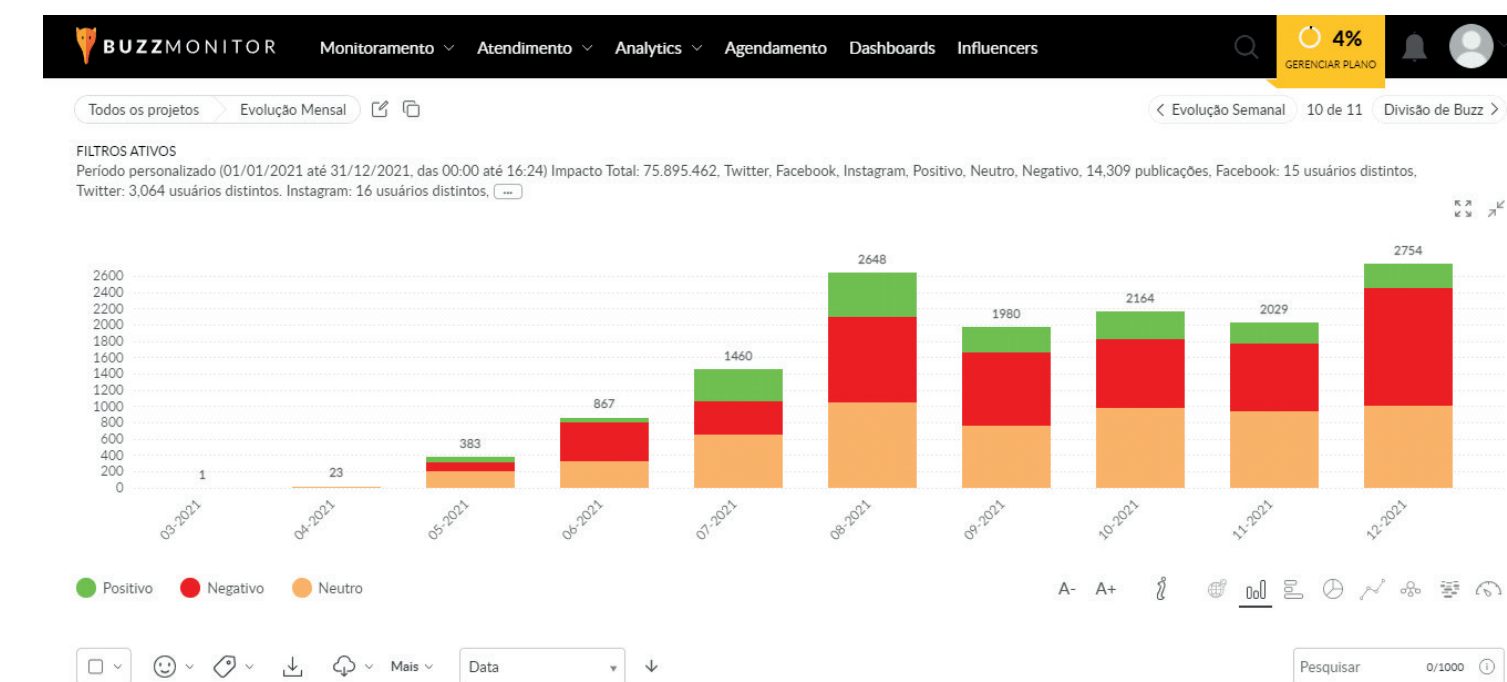 BUZZMONITOR Monitoramento Atendimento Analytics Agendamento Dashboards Influencers 4%
GERENCIAR PLANO
Todos os projetos Evolução Mensal < Evolução Semanal 10 de 11 Divisão de Buzz >
FILTROS ATIVOS
Período personalizado (01/01/2021 até 31/12/2021, das 00:00 até 16:24) Impacto Total: 75.895.462, Twitter, Facebook, Instagram, Positivo, Neutro, Negativo, 14,309 publicações, Facebook: 15 usuários distintos,
Twitter: 3,064 usuários distintos. Instagram: 16 usuários distintos, ...
2754
2648
2600
2400
2200
2164
2029
1980
2000
1800
1600
1460
1400
1200
1000
867
800
600
383
400
200
1 23
0
03-2021 04-2021 05-2021 06-2021 07-2021 08-2021 09-2021 10-2021 11-2021 12-2021
Positivo Negativo Neutro A- A+ i
Mais Data Pesquisar 0/1000 i